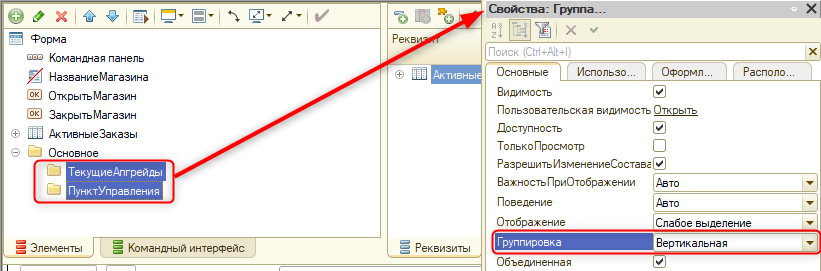 Форма
Командная панель
НазваниеМагазина
ОК ОткрытьМагазин
ОК ЗакрытьМагазин
АктивныеЗаказы
Основное
ТекущиеАпгрейды
ПунктУправления
Элементы
Командный интерфейс
Реквизит
Активные
Реквизиты
Свойства: Группа...
Поиск (Ctrl+Alt+I)
Основные
Использо...
Оформл...
Располо...
Видимость
Пользовательская видимость Открыть
Доступность
ТолькоПросмотр
РазрешитьИзменениеСостава
ВажностьПриОтображении Авто
Поведение Авто
Отображение Слабое выделение
Группировка Вертикальная
Объединенная